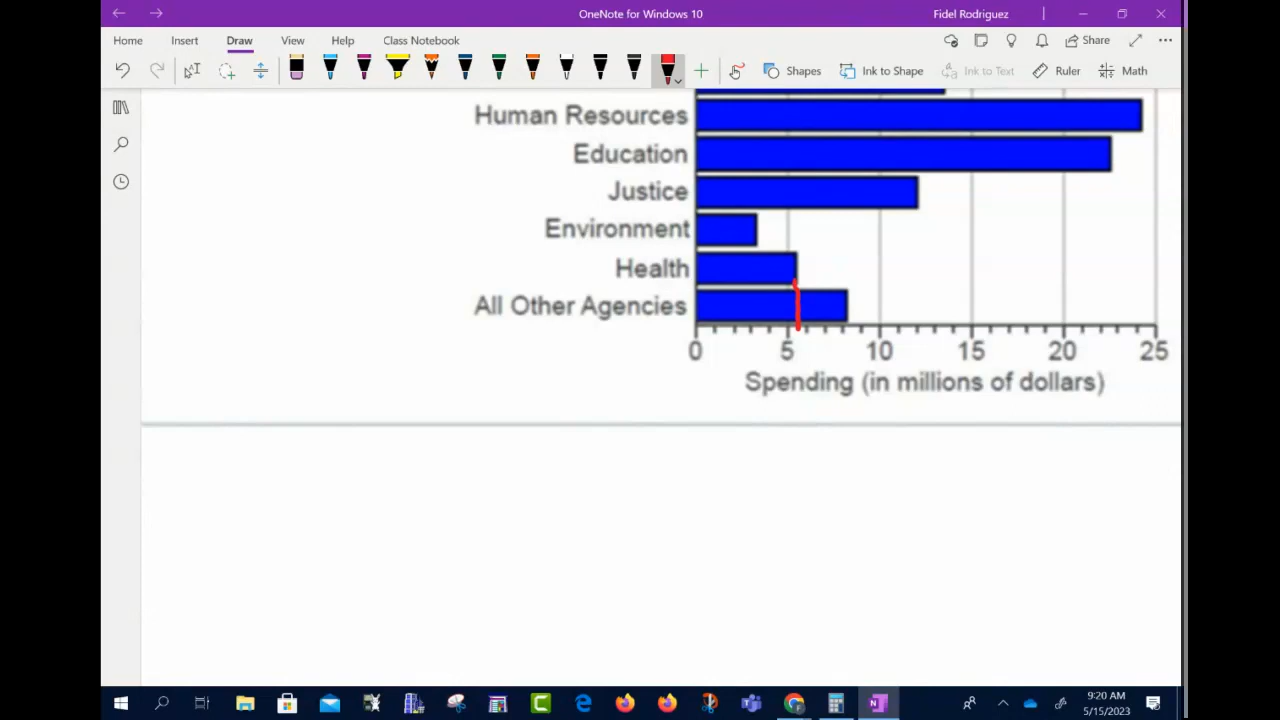 OneNote for Windows 10
Fidel Rodriguez
Home Insert Draw View Help Class Notebook Share
Shapes Ink to Shape Ink to Text Ruler Math
Human Resources
Education
Justice
Environment
Health
All Other Agencies
0 5 10 15 20 25
Spending (in millions of dollars)
9:20 AM
5/15/2023